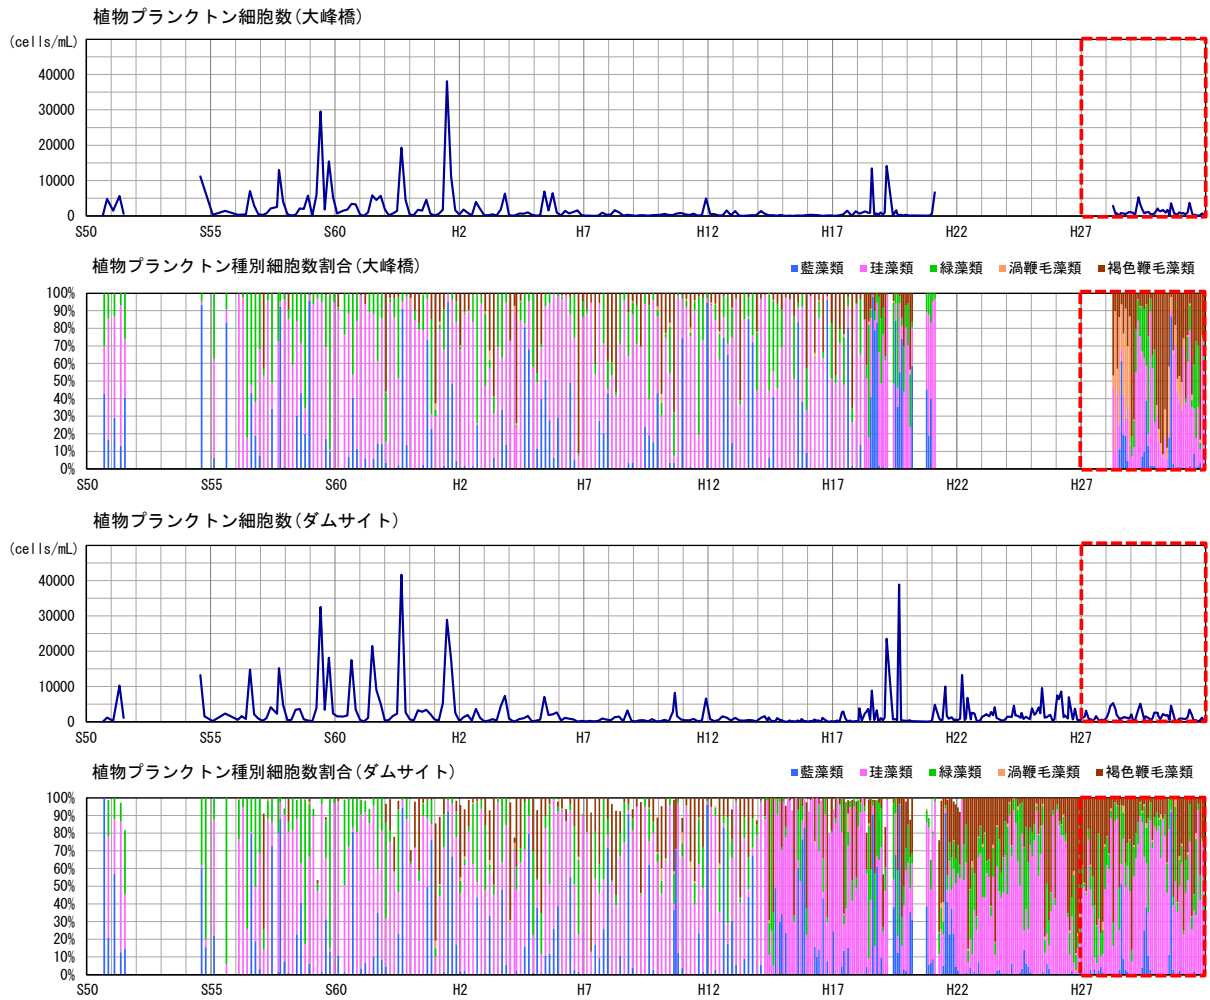 植物プランクトン細胞数(大峰橋)
(cells/mL)
40000
30000
20000
10000
0
S50 S55 S60 H2 H7 H12 H17 H22 H27
植物プランクトン種別細胞数割合(大峰橋)
藍藻類 珪藻類 緑藻類 渦鞭毛藻類 褐色鞭毛藻類
100%
90%
80%
70%
60%
50%
40%
30%
20%
10%
0%
S50 S55 S60 H2 H7 H12 H17 H22 H27
植物プランクトン細胞数(ダムサイト)
(cells/mL)
40000
30000
20000
10000
0
S50 S55 S60 H2 H7 H12 H17 H22 H27
植物プランクトン種別細胞数割合(ダムサイト)
藍藻類 珪藻類 緑藻類 渦鞭毛藻類 褐色鞭毛藻類
100%
90%
80%
70%
60%
50%
40%
30%
20%
10%
0%
S50 S55 S60 H2 H7 H12 H17 H22 H27